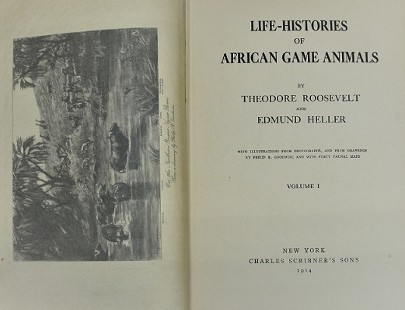 LIFE-HISTORIES
OF
AFRICAN GAME ANIMALS
BY
THEODORE ROOSEVELT
AND
EDMUND HELLER
WITH ILLUSTRATIONS FROM PHOTOGRAPHS, AND FROM DRAWINGS
BY PHILIP R. GOODWIN; AND WITH FORTY FAUNAL MAPS
VOLUME I
NEW YORK
CHARLES SCRIBNER'S SONS
1914